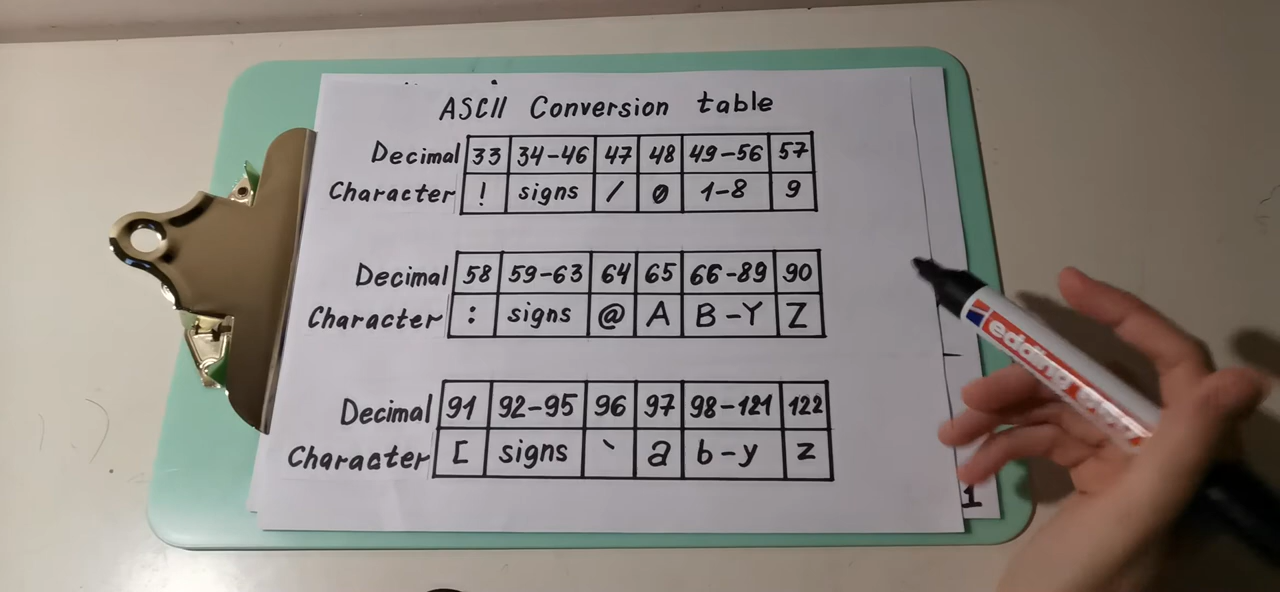 ASCII Conversion table
Decimal 33 34-46 47 48 49-56 57
Character ! signs / 0 1-8 9
Decimal 58 59-63 64 65 66-89 90
Character : signs @ A B-Y Z
Decimal 91 92-95 96 97 98-121 122
Character [ signs ` a b-y z
edding
1